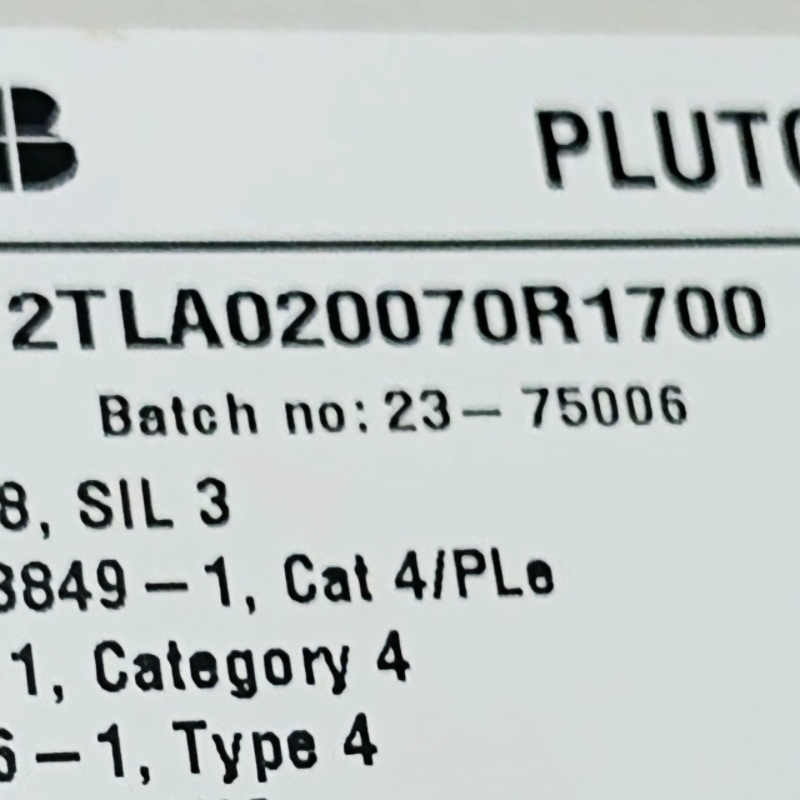 B PLUTO
2TLA020070R1700
Batch no: 23-75006
8, SIL 3
3849-1, Cat 4/PLe
1, Category 4
6-1, Type 4